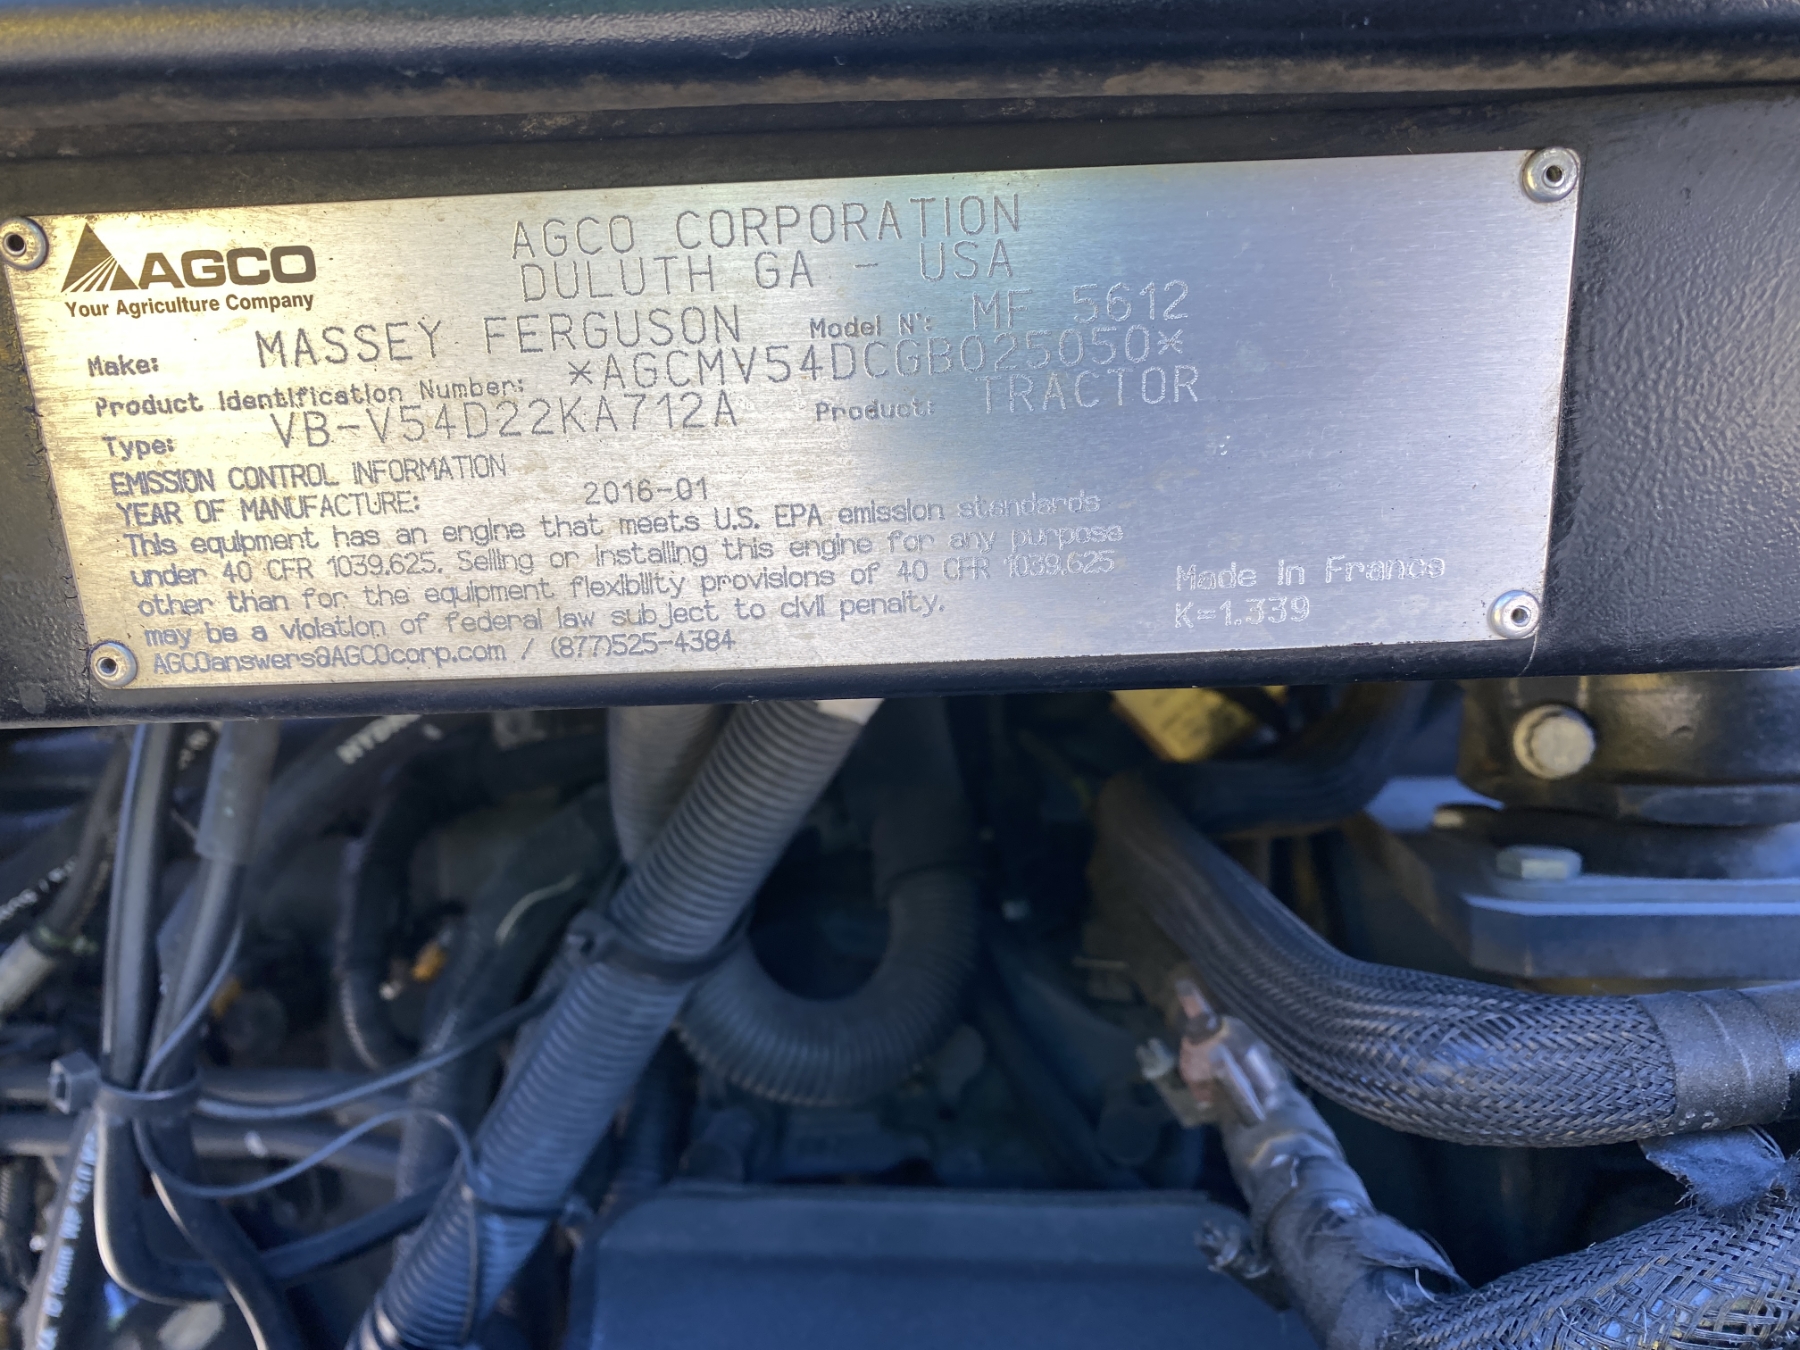 AGCO
Your Agriculture Company
AGCO CORPORATION
DULUTH GA - USA
Make: MASSEY FERGUSON Model N°: MF 5612
Product Identification Number: *AGCMV54DCGB025050*
Type: VB-V54D22KA712A Product: TRACTOR
EMISSION CONTROL INFORMATION
YEAR OF MANUFACTURE: 2016-01
This equipment has an engine that meets U.S. EPA emission standards
under 40 CFR 1039.625. Selling or installing this engine for any purpose
other than for the equipment flexibility provisions of 40 CFR 1039.625
may be a violation of federal law subject to civil penalty.
AGCOanswers@AGCOcorp.com / (877)525-4384
Made in France
K=1.339